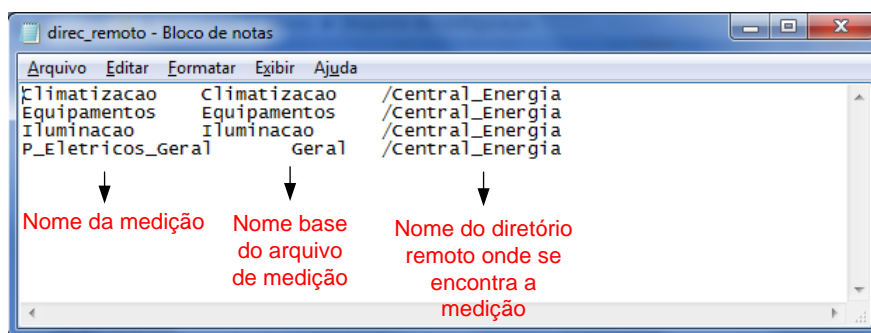 direc_remoto - Bloco de notas
Arquivo Editar Formatar Exibir Ajuda
Climatizacao Climatizacao /Central_Energia
Equipamentos Equipamentos /Central_Energia
Iluminacao Iluminacao /Central_Energia
P_Eletricos_Geral Geral /Central_Energia
Nome da medição
Nome base
do arquivo
de medição
Nome do diretório
remoto onde se
encontra a
medição